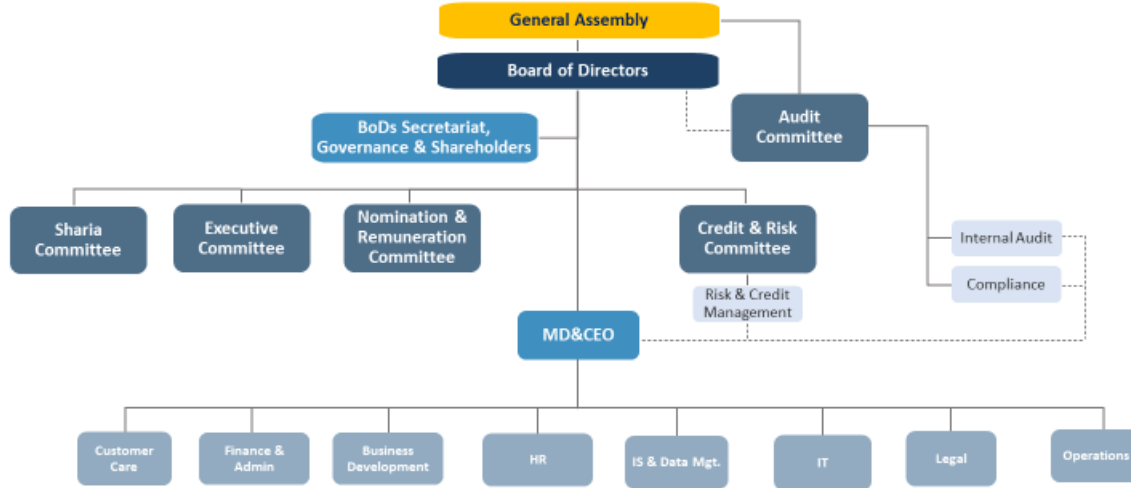 General Assembly
Board of Directors
BoDs Secretariat,
Governance & Shareholders
Audit
Committee
Sharia
Committee
Executive
Committee
Nomination &
Remuneration
Committee
Credit & Risk
Committee
Internal Audit
Compliance
Risk & Credit
Management
MD&CEO
Customer
Care
Finance &
Admin
Business
Development
HR
IS & Data Mgt.
IT
Legal
Operations